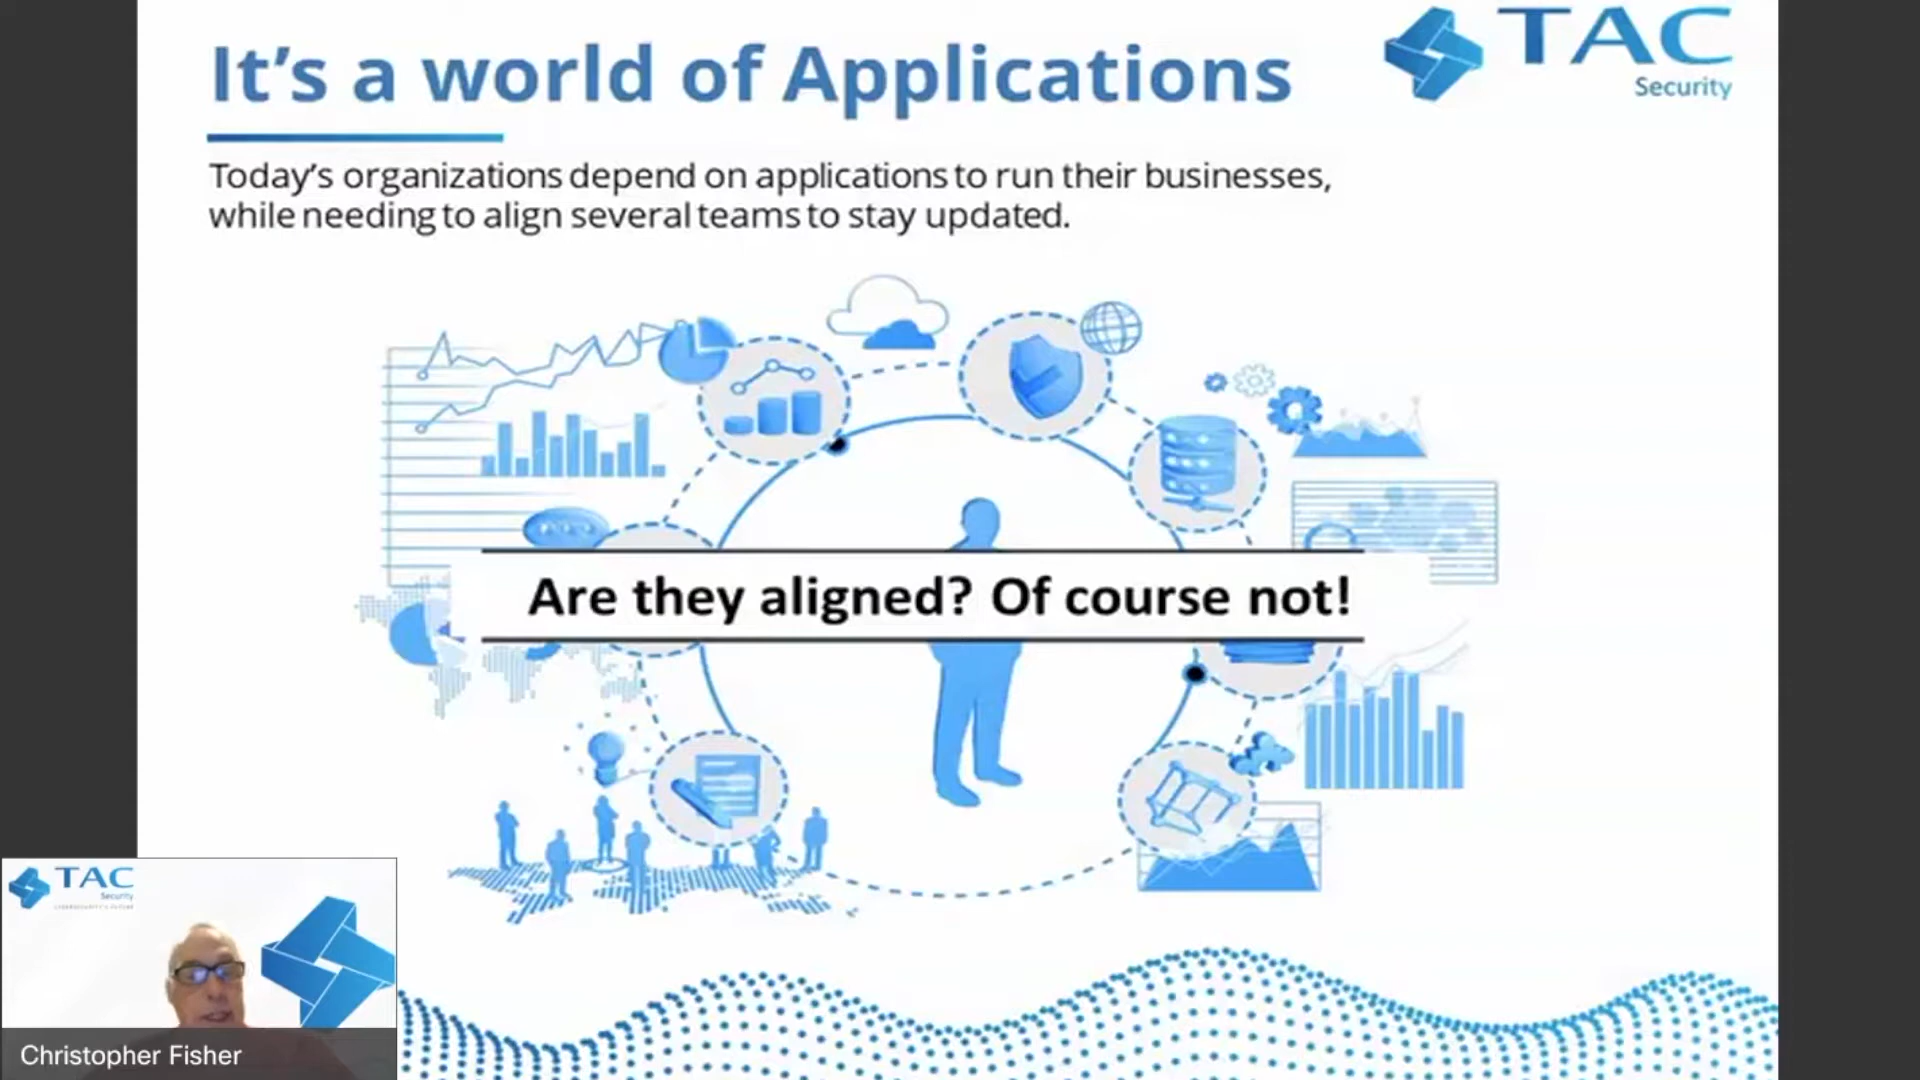 It's a world of Applications
TAC
Security
Today's organizations depend on applications to run their businesses,
while needing to align several teams to stay updated.
Are they aligned? Of course not!
TAC
Security
Christopher Fisher